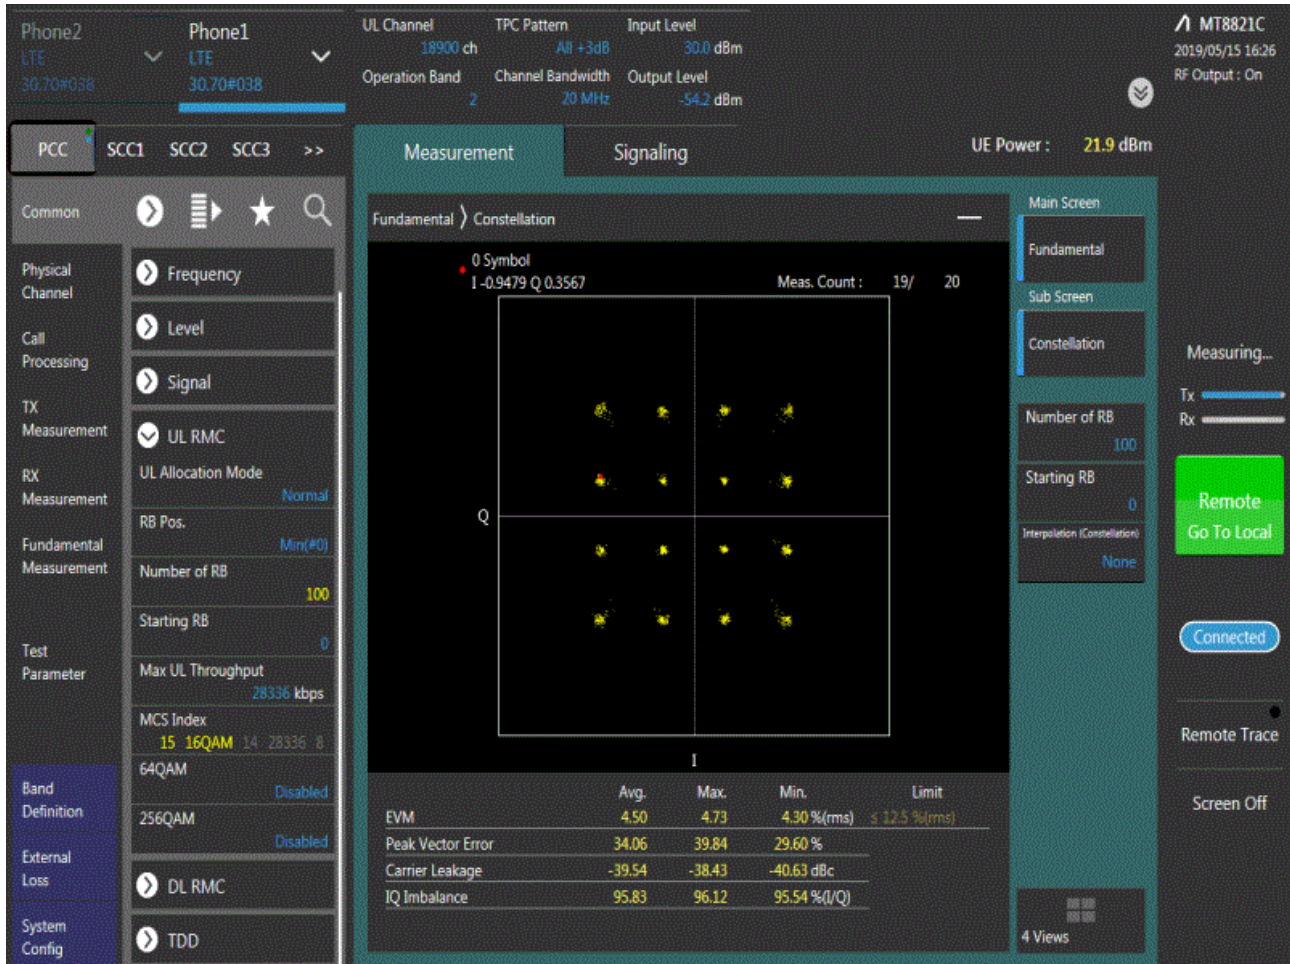 Phone2
LTE
30.70#038
Phone1
LTE
30.70#038
UL Channel
18900 ch
TPC Pattern
All +3dB
Input Level
30.0 dBm
Operation Band
2
Channel Bandwidth
20 MHz
Output Level
-54.2 dBm
MT8821C
2019/05/15 16:26
RF Output : On
PCC SCC1 SCC2 SCC3 >>
Measurement
Signaling
UE Power : 21.9 dBm
Common
Physical
Channel
Call
Processing
TX
Measurement
RX
Measurement
Fundamental
Measurement
Test
Parameter
Band
Definition
External
Loss
System
Config
Frequency
Level
Signal
UL RMC
UL Allocation Mode
Normal
RB Pos.
Min(#0)
Number of RB
100
Starting RB
0
Max UL Throughput
28336 kbps
MCS Index
15 16QAM 14 28336 8
64QAM
Disabled
256QAM
Disabled
DL RMC
TDD
Fundamental 〉 Constellation
0 Symbol
I -0.9479 Q 0.3567
Meas. Count : 19/ 20
Q
I
Avg. Max. Min. Limit
EVM 4.50 4.73 4.30 %(rms) ≤ 12.5 %(rms)
Peak Vector Error 34.06 39.84 29.60 %
Carrier Leakage -39.54 -38.43 -40.63 dBc
IQ Imbalance 95.83 96.12 95.54 %(I/Q)
Main Screen
Fundamental
Sub Screen
Constellation
Number of RB
100
Starting RB
0
Interpolation (Constellation)
None
4 Views
Measuring...
Tx
Rx
Remote
Go To Local
Connected
Remote Trace
Screen Off